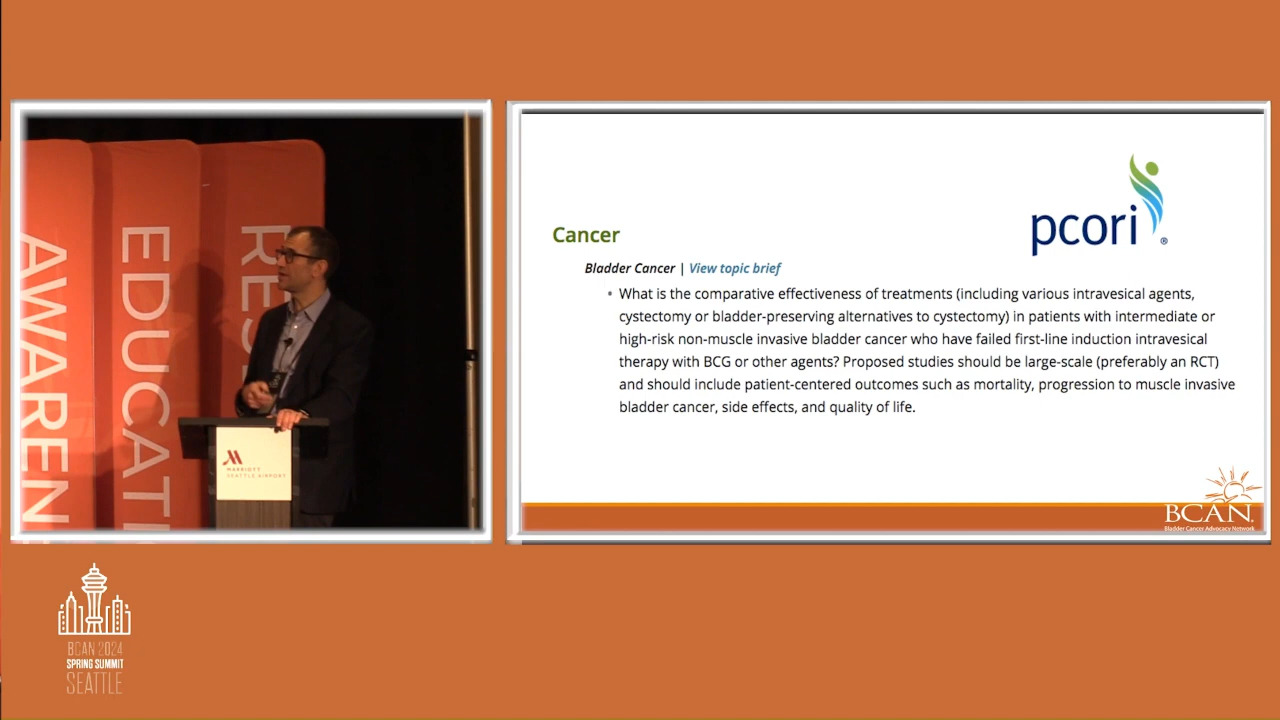 AWAREN
EDUCATI
RES
MARRIOTT
SEATTLE AIRPORT
pcori
®
Cancer
Bladder Cancer | View topic brief
• What is the comparative effectiveness of treatments (including various intravesical agents,
cystectomy or bladder-preserving alternatives to cystectomy) in patients with intermediate or
high-risk non-muscle invasive bladder cancer who have failed first-line induction intravesical
therapy with BCG or other agents? Proposed studies should be large-scale (preferably an RCT)
and should include patient-centered outcomes such as mortality, progression to muscle invasive
bladder cancer, side effects, and quality of life.
BCAN
Bladder Cancer Advocacy Network
BCAN 2024
SPRING SUMMIT
SEATTLE